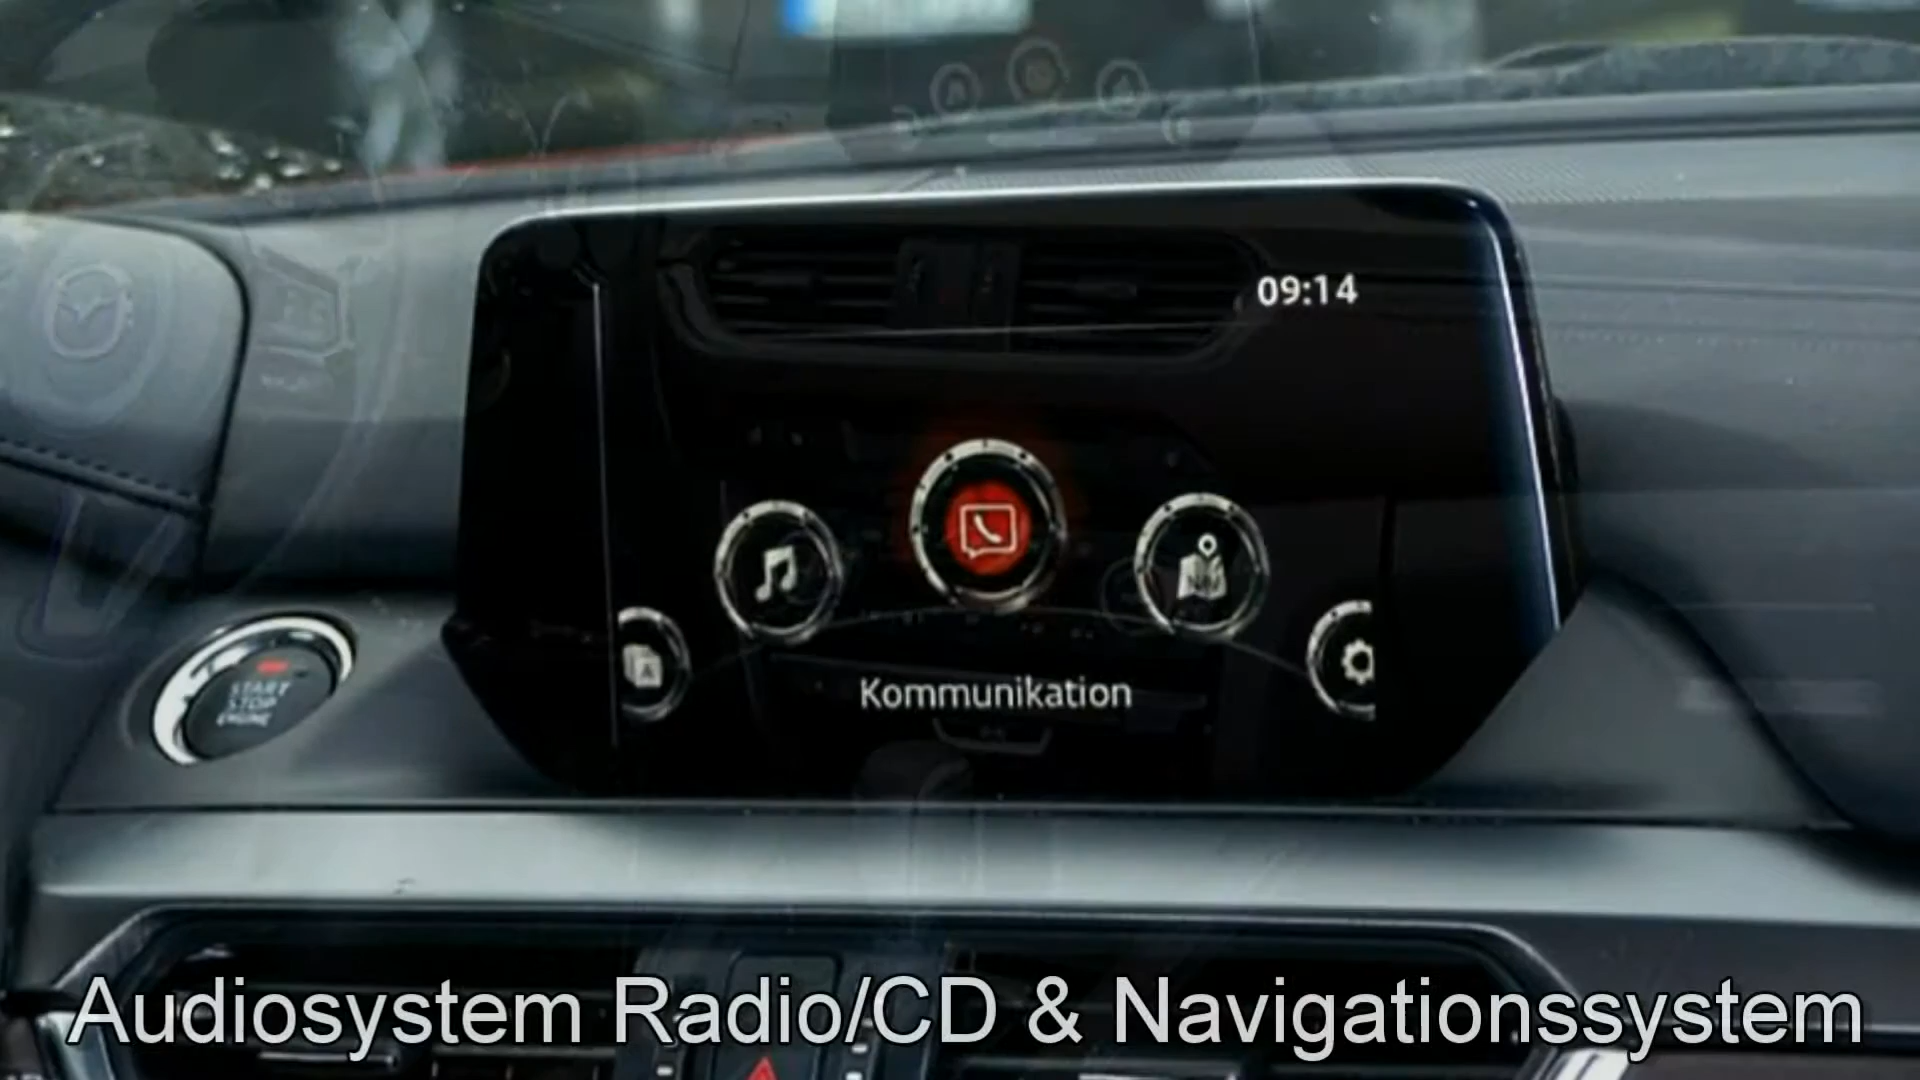 09:14
Kommunikation
START
STOP
ENGINE
Audiosystem Radio/CD & Navigationssystem